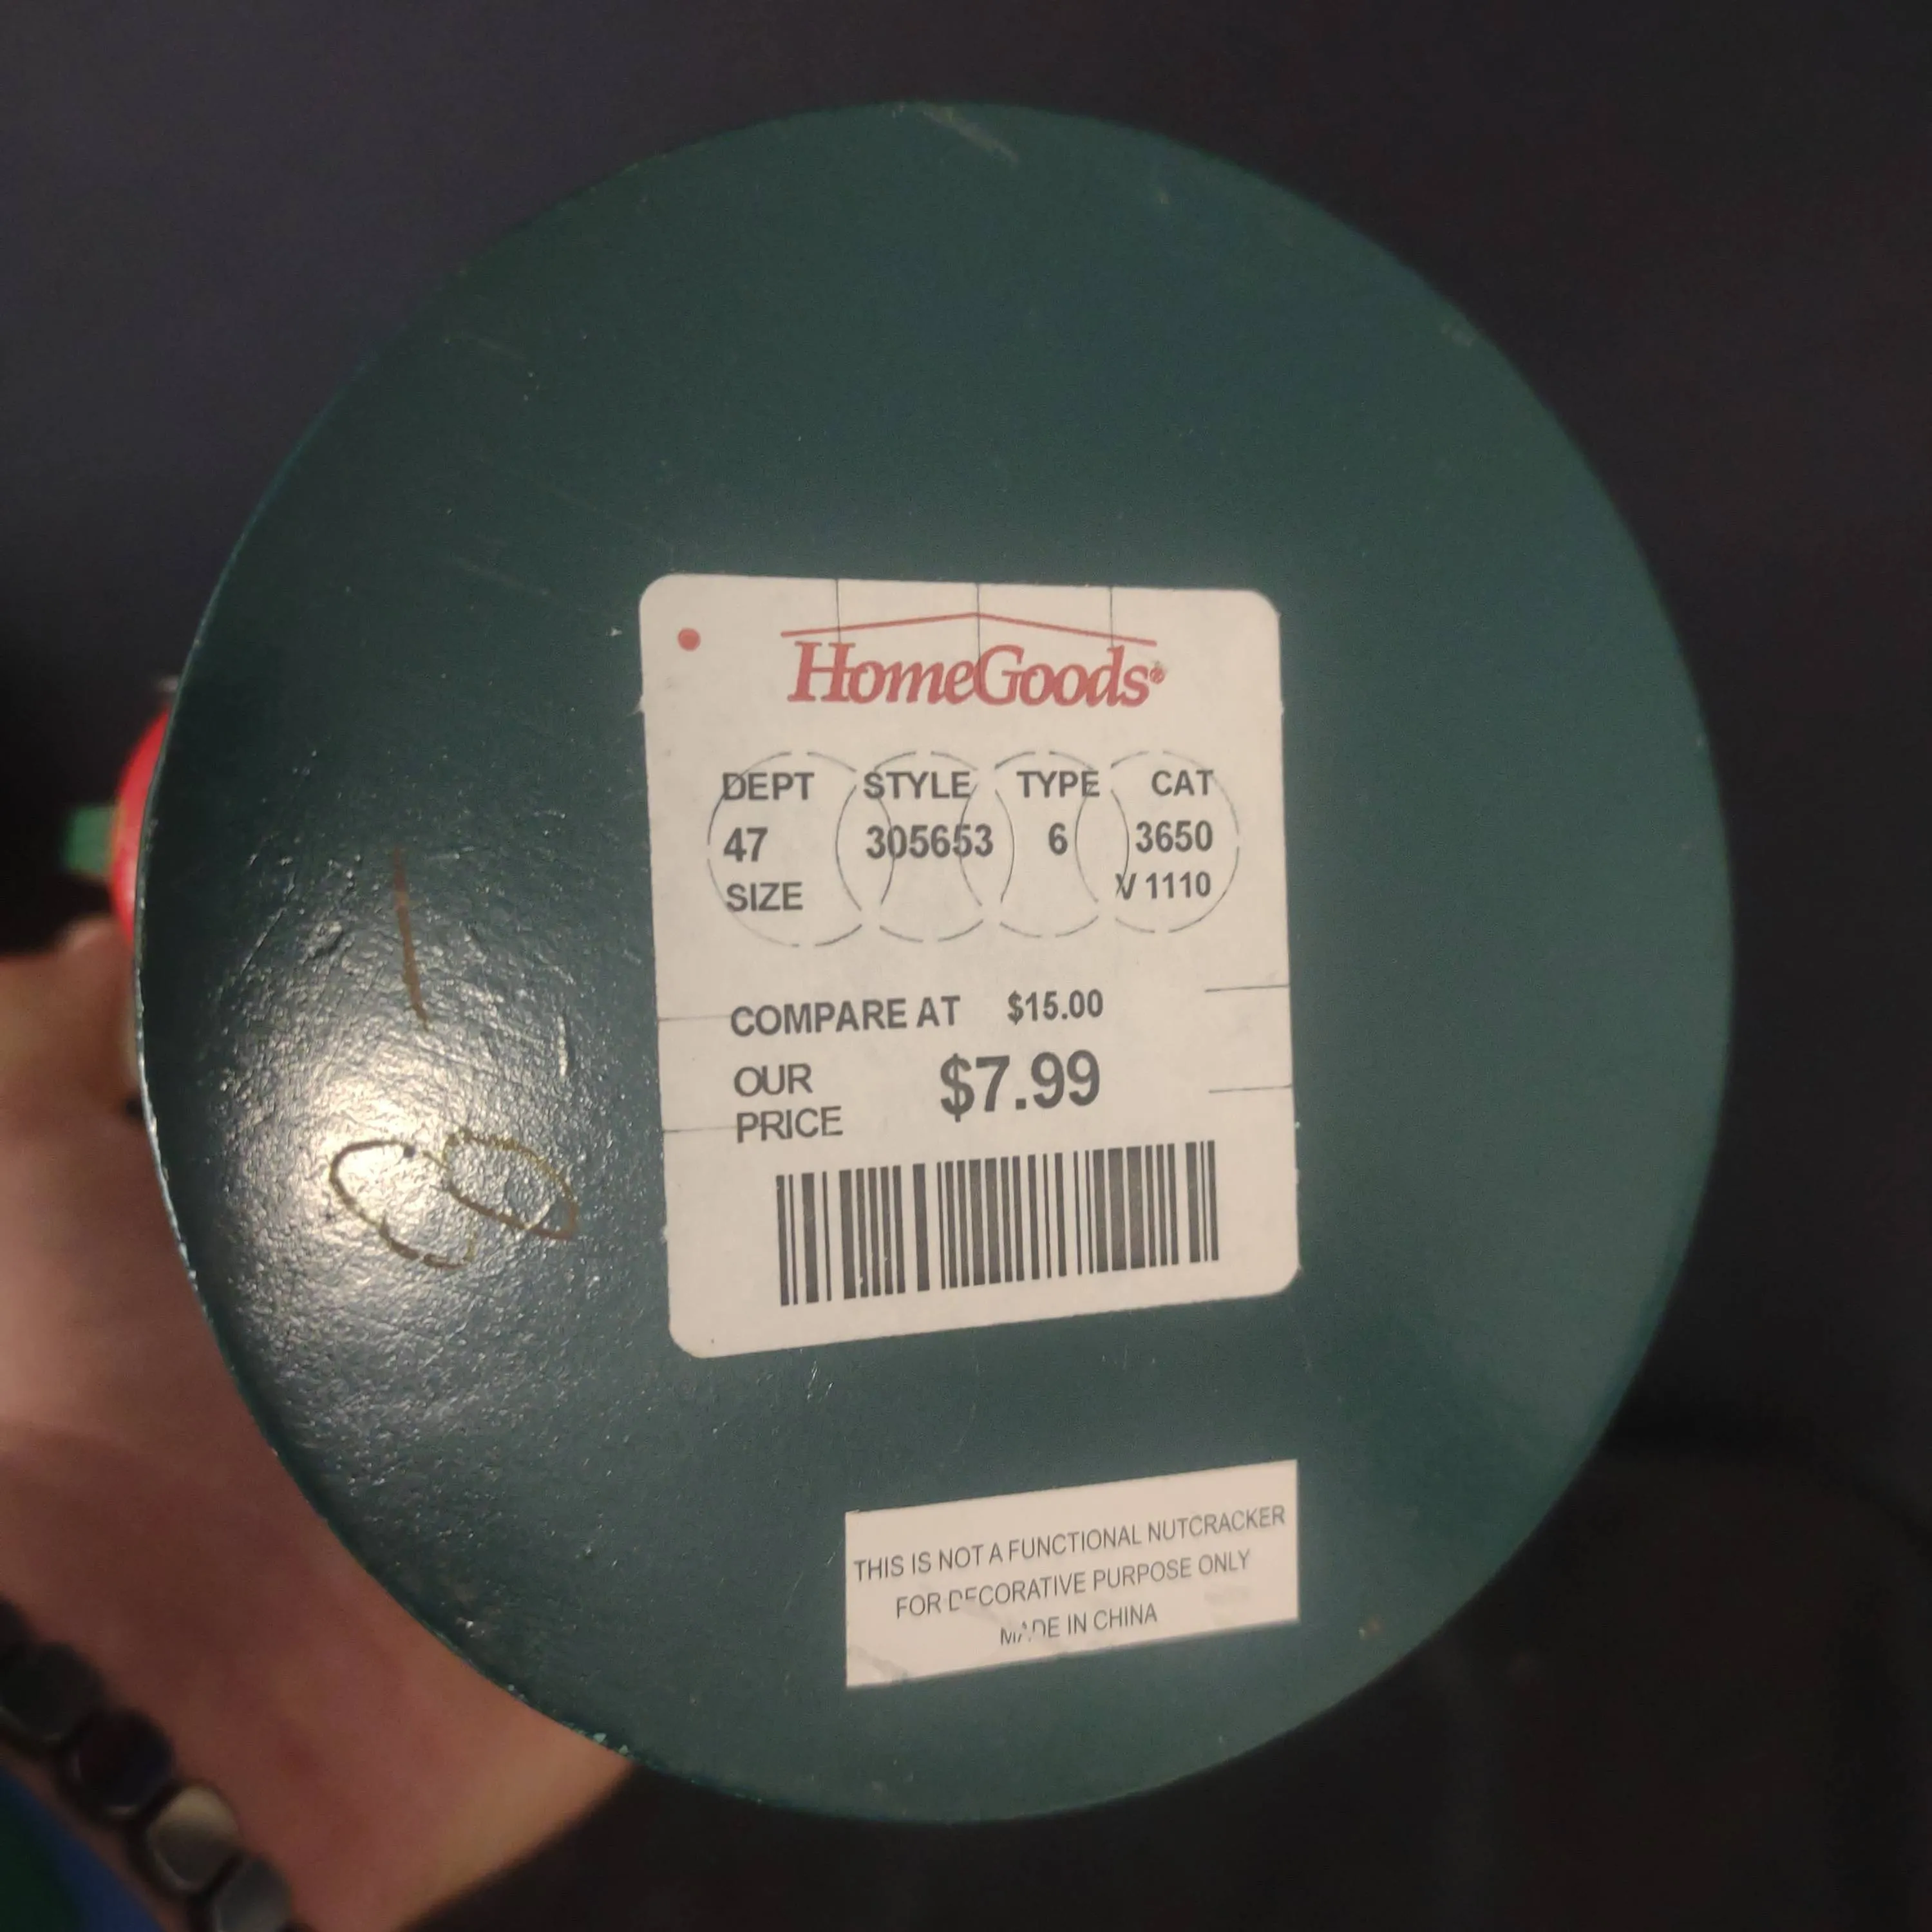 HomeGoods®
DEPT STYLE TYPE CAT
47 305653 6 3650
SIZE V 1110
COMPARE AT $15.00
OUR PRICE $7.99
THIS IS NOT A FUNCTIONAL NUTCRACKER
FOR DECORATIVE PURPOSE ONLY
MADE IN CHINA